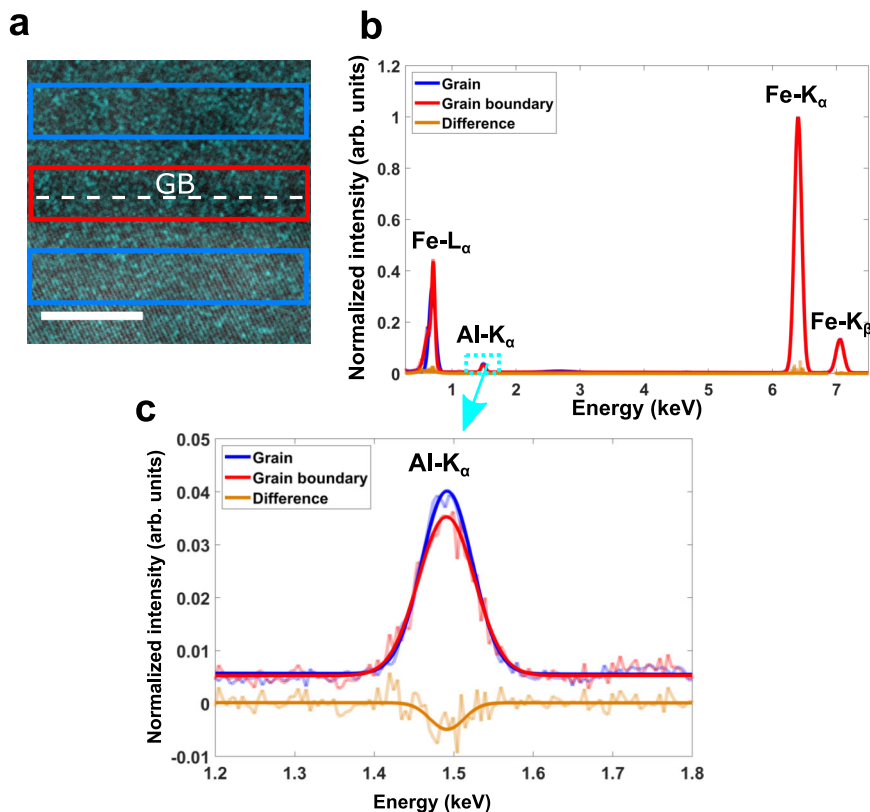 a
GB
b
Normalized intensity (arb. units)
1.2
1
0.8
0.6
0.4
0.2
0
Grain
Grain boundary
Difference
Fe-Lα
Al-Kα
Fe-Kα
Fe-Kβ
1 2 3 4 5 6 7
Energy (keV)
c
Normalized intensity (arb. units)
0.05
0.04
0.03
0.02
0.01
0
-0.01
Grain
Grain boundary
Difference
Al-Kα
1.2 1.3 1.4 1.5 1.6 1.7 1.8
Energy (keV)